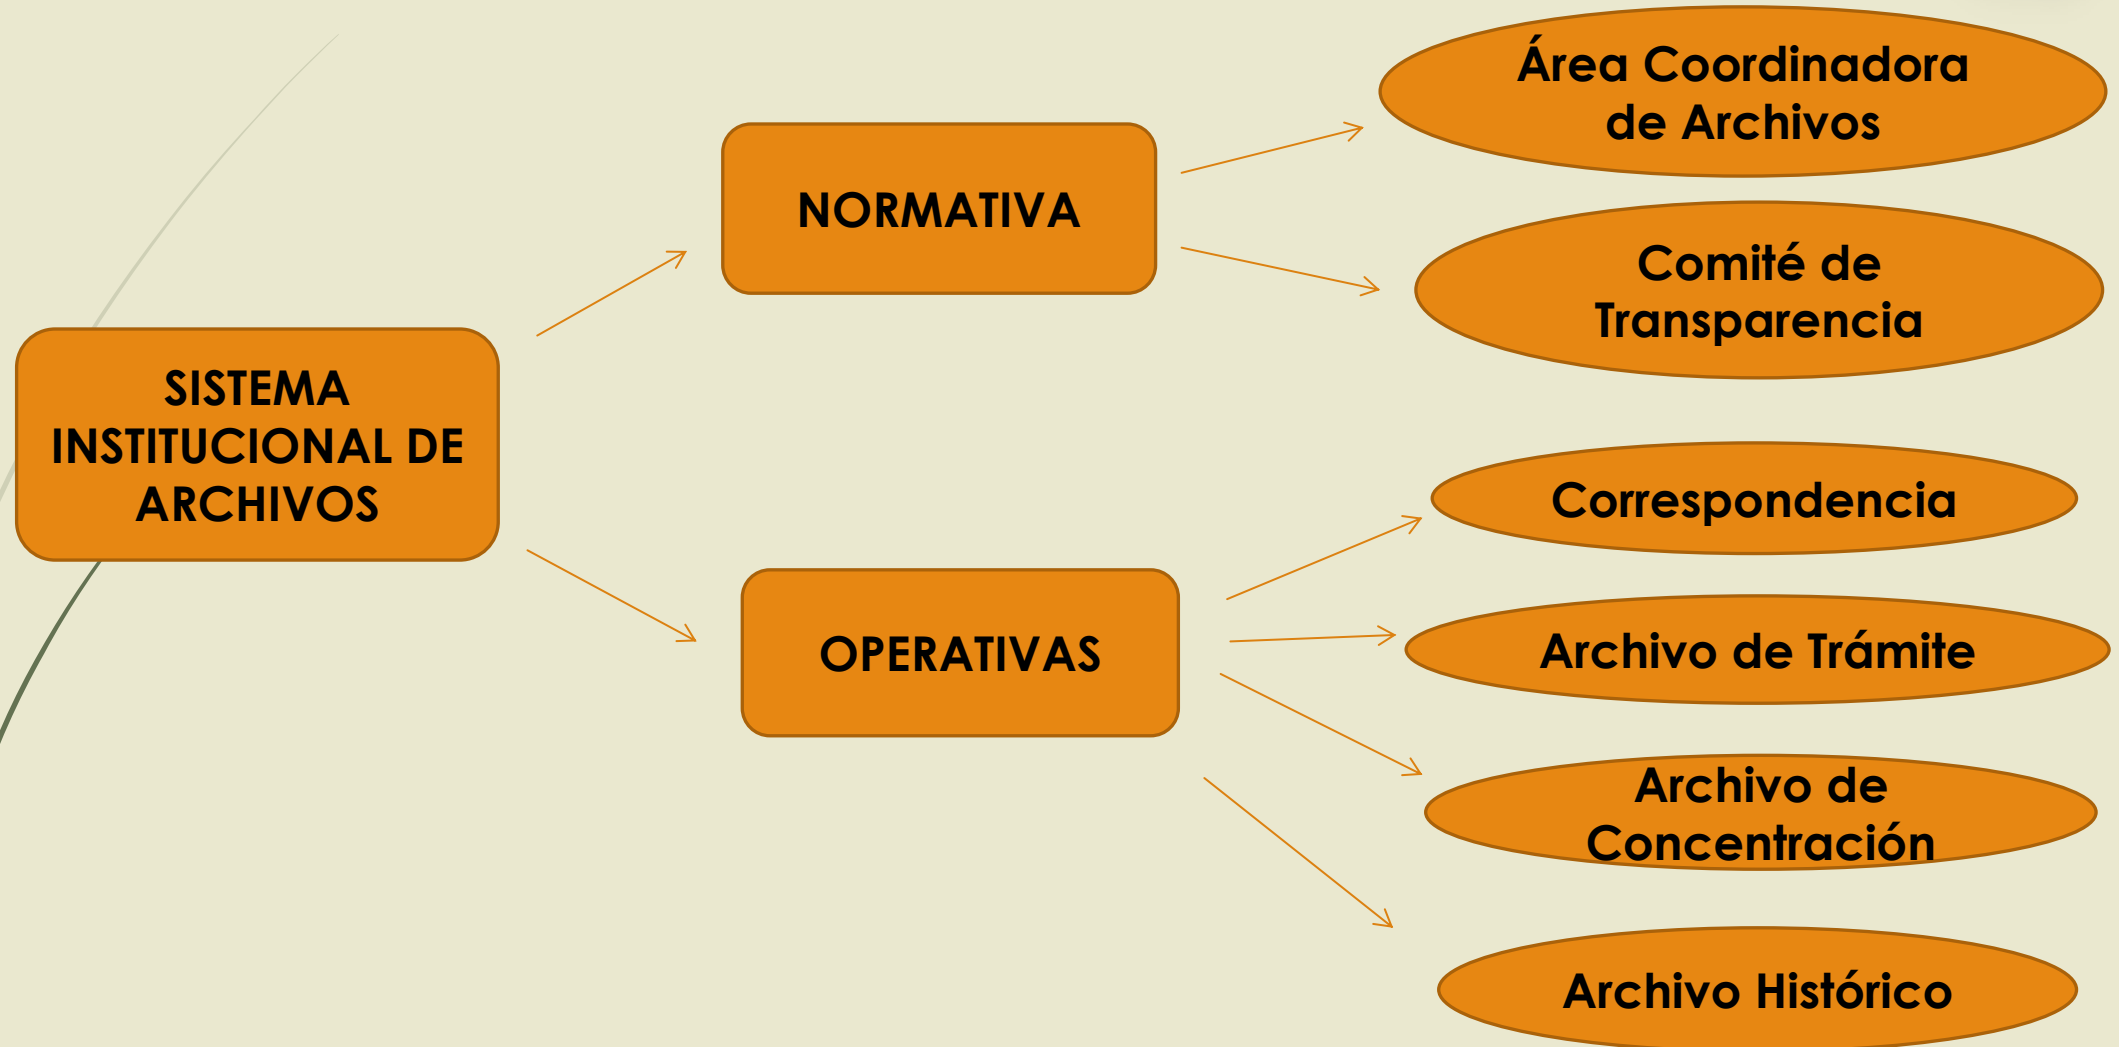 SISTEMA
INSTITUCIONAL DE
ARCHIVOS
NORMATIVA
Área Coordinadora
de Archivos
Comité de
Transparencia
OPERATIVAS
Correspondencia
Archivo de Trámite
Archivo de
Concentración
Archivo Histórico